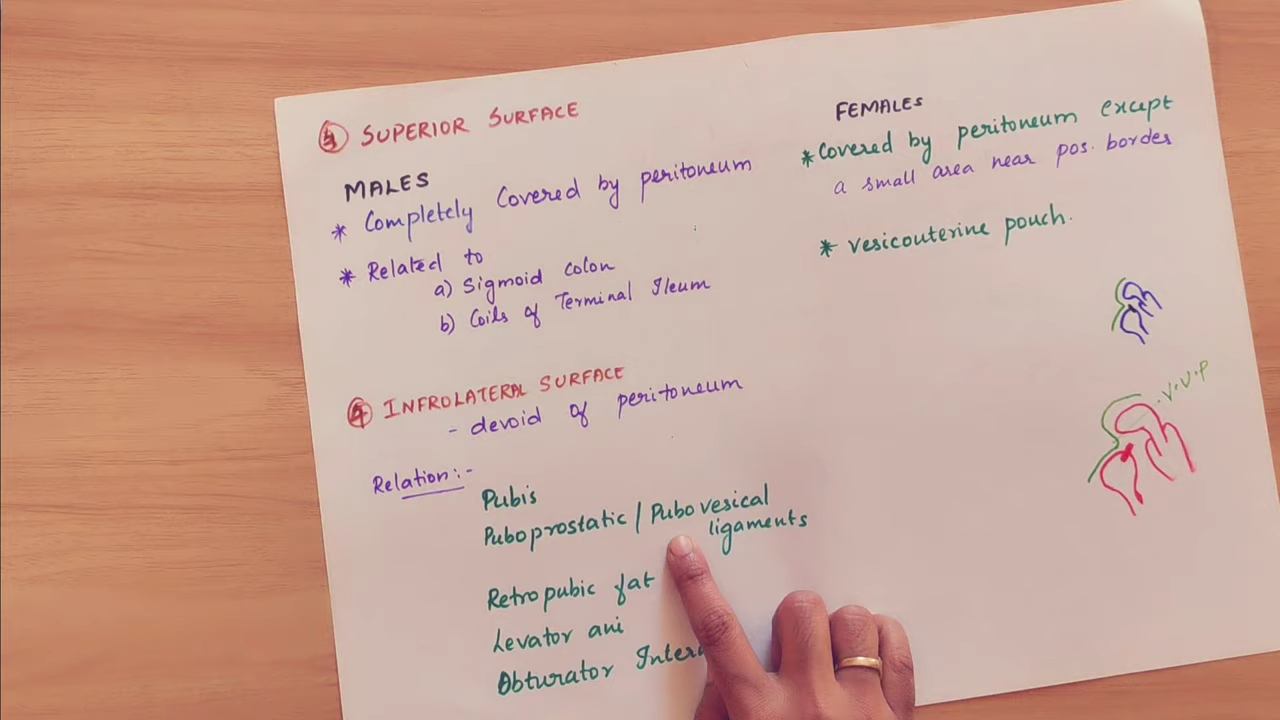 4 SUPERIOR SURFACE
MALES
* Completely Covered by peritoneum
* Related to
a) Sigmoid Colon
b) Coils of Terminal Ileum
FEMALES
* Covered by peritoneum except
a small area near pos. border
* vesicouterine pouch.
V.V.P
4 INFROLATERAL SURFACE
- devoid of peritoneum
Relation:-
Pubis
Puboprostatic / Pubovesical
ligaments
Retropubic fat
Levator ani
Obturator